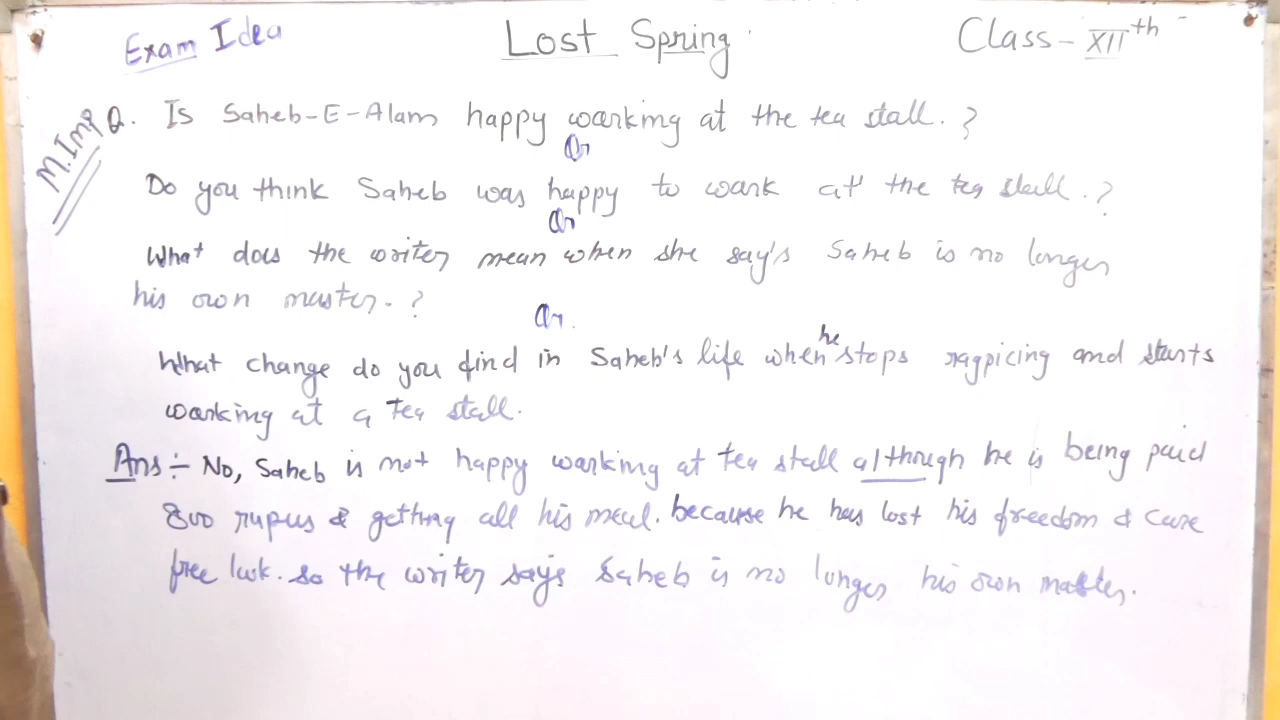 Exam Idea Lost Spring Class - XII th
M.Imp Q. Is Saheb-E-Alam happy working at the tea stall.?
Or
Do you think Saheb was happy to work at the tea stall.?
Or
What does the writer mean when she say's Saheb is no longer
his own master.?
Or.
What change do you find in Saheb's life when he stops ragpicing and starts
working at a Tea stall.
Ans :- No, Saheb is not happy working at tea stall although he is being paid
800 rupus & getting all his meal. because he has lost his freedom & care
free look. so the writer says Saheb is no longer his own master.